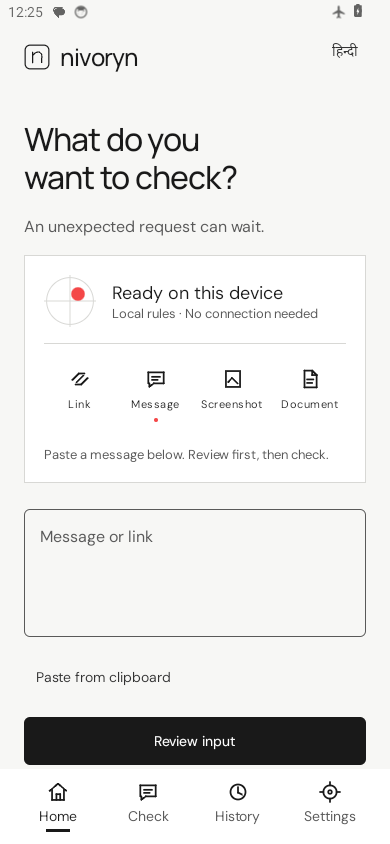 12:25
nivoryn
हिन्दी
What do you
want to check?
An unexpected request can wait.
Ready on this device
Local rules · No connection needed
Link
Message
Screenshot
Document
Paste a message below. Review first, then check.
Message or link
Paste from clipboard
Review input
Home
Check
History
Settings